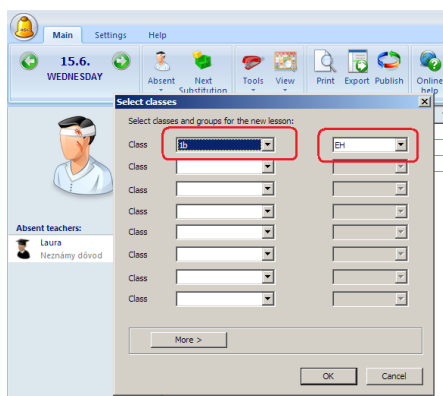 Main Settings Help
15.6.
WEDNESDAY
Absent Next Substitution Tools View Print Export Publish Online help
Select classes
Select classes and groups for the new lesson:
Class 1b EH
Class
Class
Class
Class
Class
Class
Class
Absent teachers:
Laura
Neznámy dôvod
More >
OK Cancel